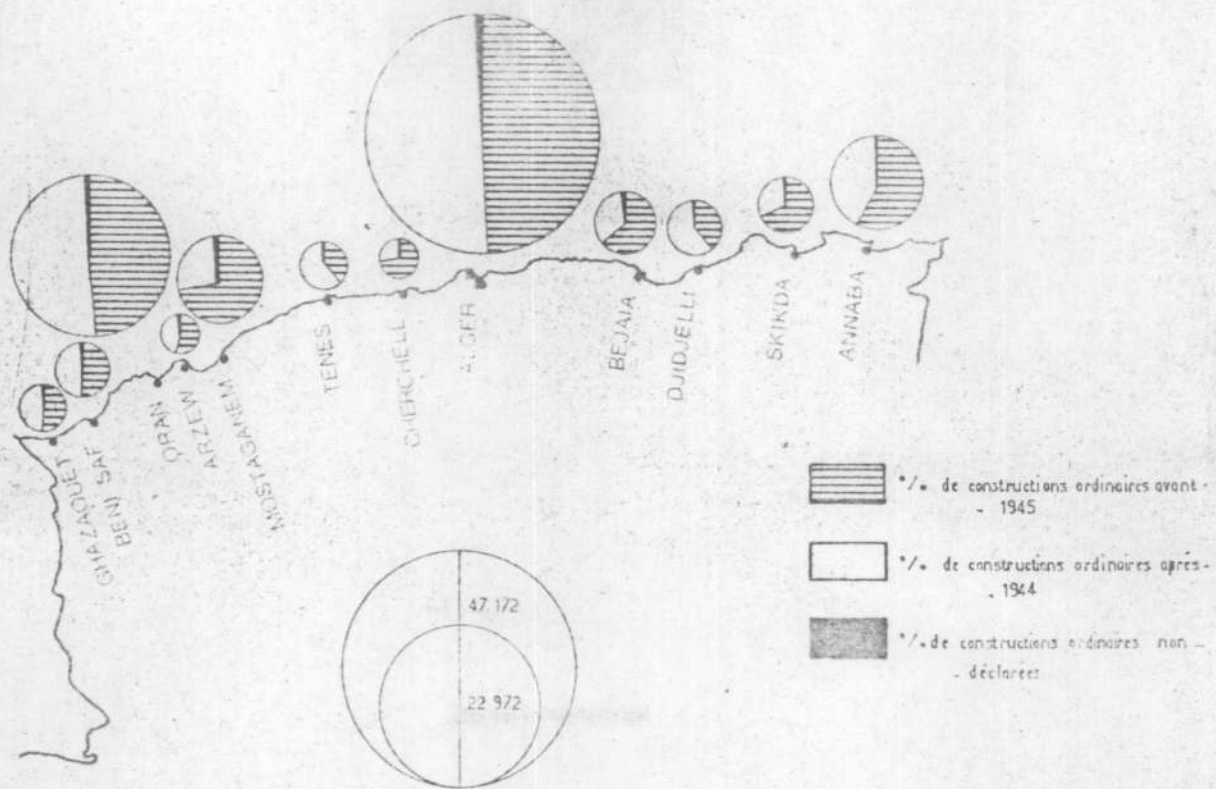 GHAZAOUET
BENI SAF
ORAN
ARZEW
MOSTAGANEM
TENES
CHERCHELL
ALGER
BEJAIA
DJIDJELLI
SKIKDA
ANNABA
°/. de constructions ordinaires avant -
- 1945
°/. de constructions ordinaires après -
- 1944
°/. de constructions ordinaires non -
- déclarées
47 172
22 972